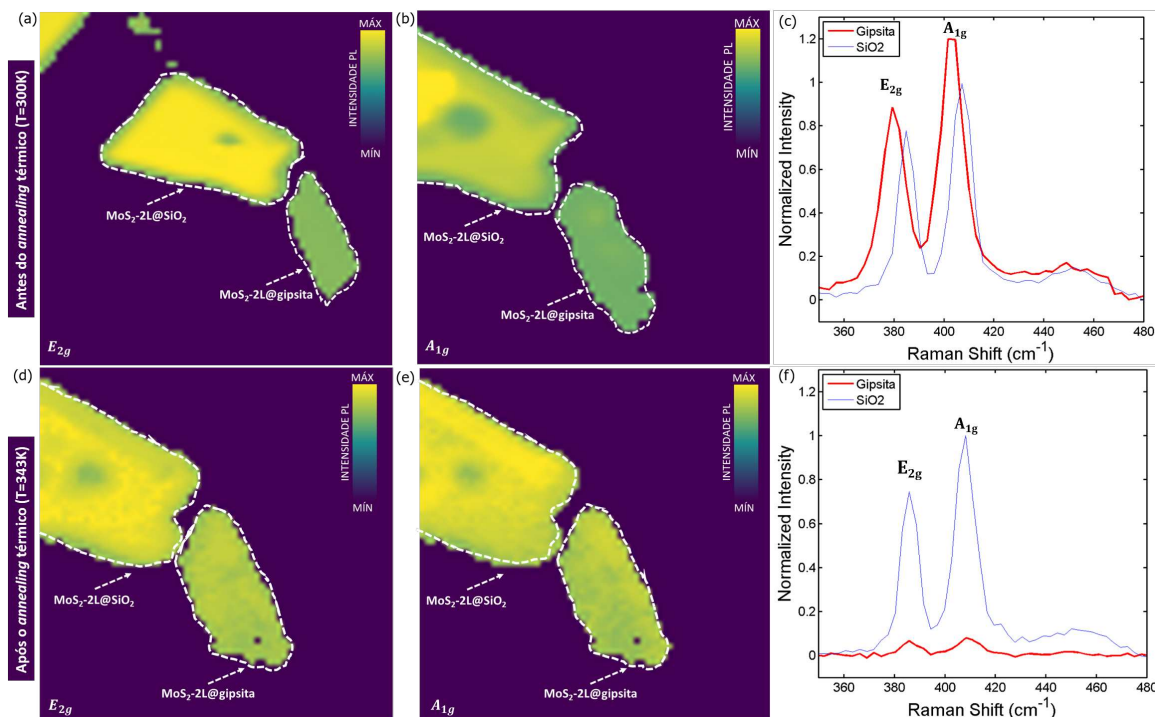 (a)
(b)
(c)
Antes do annealing térmico (T=300K)
MÁX
INTENSIDADE PL
MÍN
MoS₂-2L@SiO₂
MoS₂-2L@gipsita
E₂g
MÁX
INTENSIDADE PL
MÍN
MoS₂-2L@SiO₂
MoS₂-2L@gipsita
A₁g
Gipsita
SiO2
E₂g
A₁g
Normalized Intensity
1.2
1
0.8
0.6
0.4
0.2
0
360 380 400 420 440 460 480
Raman Shift (cm⁻¹)
(d)
(e)
(f)
Após o annealing térmico (T=343K)
MÁX
INTENSIDADE PL
MÍN
MoS₂-2L@SiO₂
MoS₂-2L@gipsita
E₂g
MÁX
INTENSIDADE PL
MÍN
MoS₂-2L@SiO₂
MoS₂-2L@gipsita
A₁g
Gipsita
SiO2
E₂g
A₁g
Normalized Intensity
1.2
1
0.8
0.6
0.4
0.2
0
360 380 400 420 440 460 480
Raman Shift (cm⁻¹)